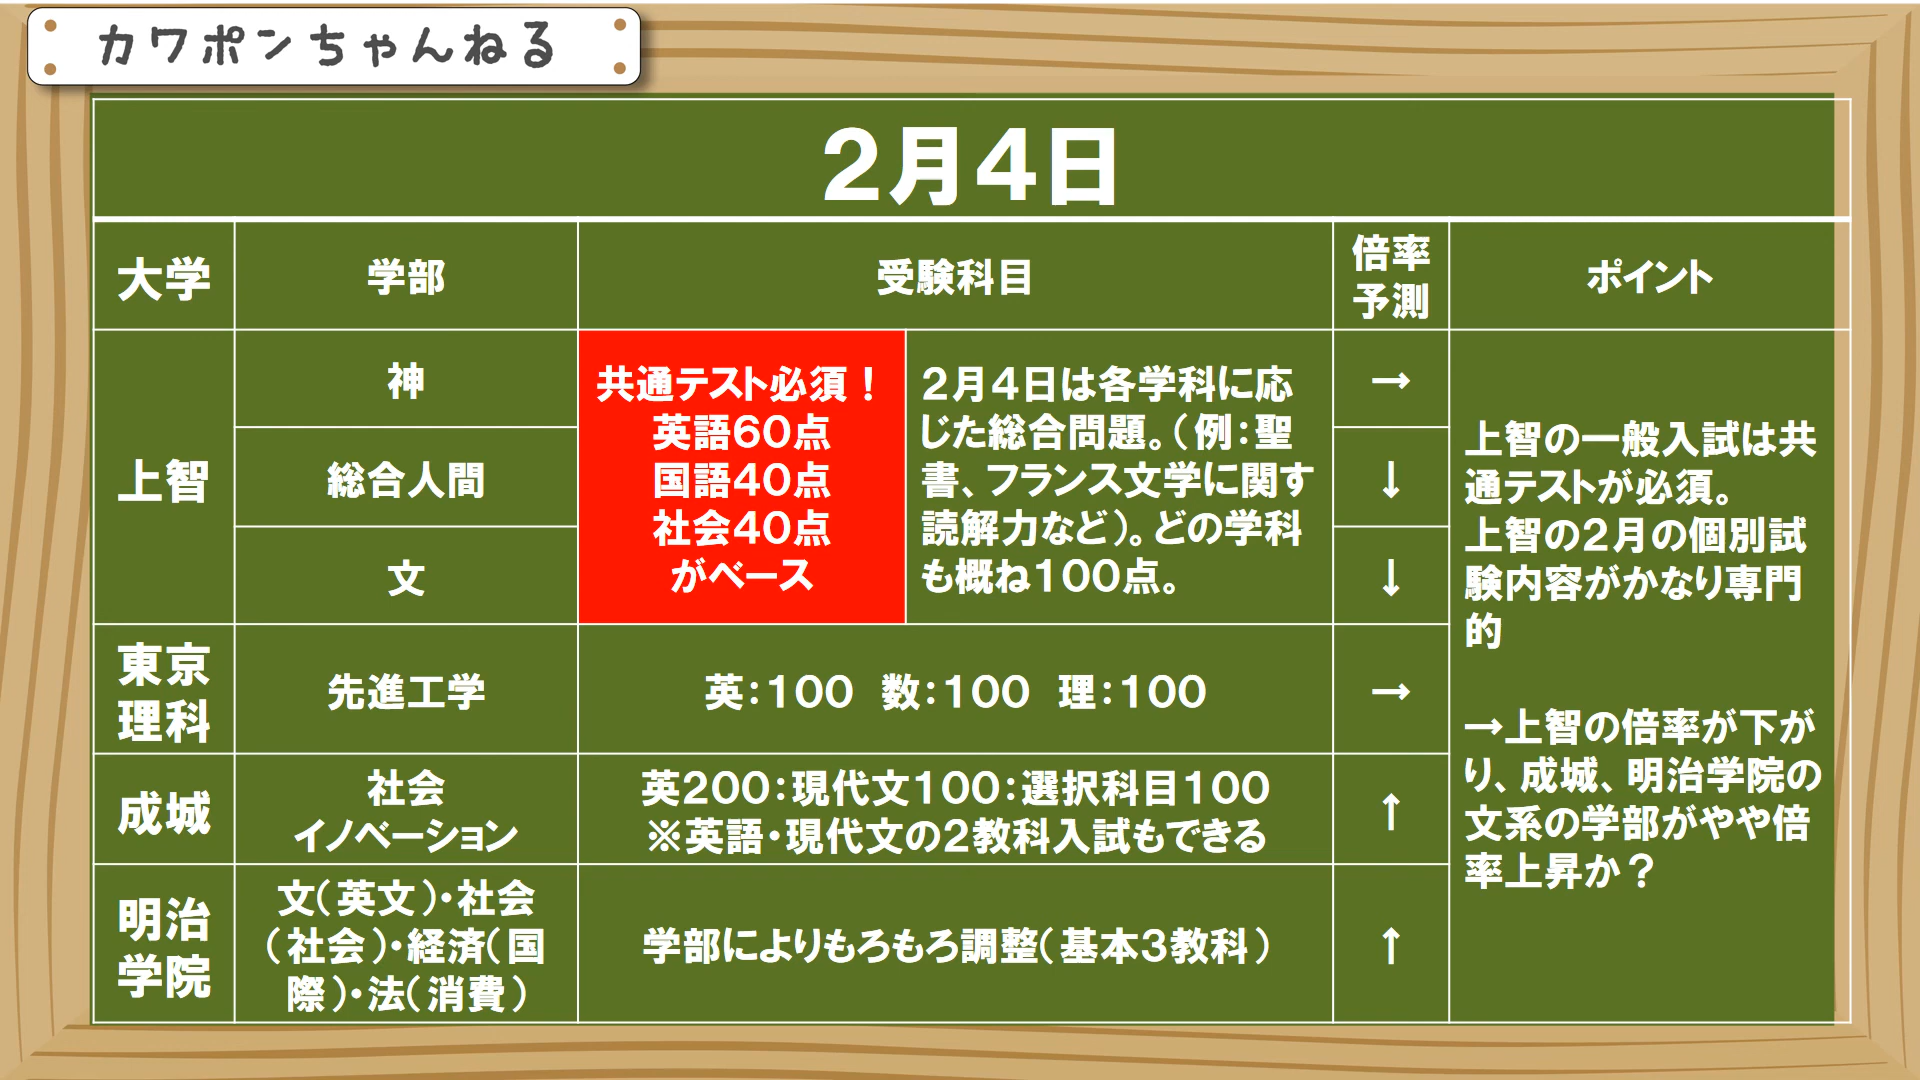 カワポンちゃんねる
2月4日
大学
学部
受験科目
倍率
予測
ポイント
上智
神
総合人間
文
共通テスト必須！
英語60点
国語40点
社会40点
がベース
2月4日は各学科に応
じた総合問題。（例：聖
書、フランス文学に関す
読解力など）。どの学科
も概ね100点。
→
↓
↓
上智の一般入試は共
通テストが必須。
上智の2月の個別試
験内容がかなり専門
的
→上智の倍率が下が
り、成城、明治学院の
文系の学部がやや倍
率上昇か？
東京
理科
先進工学
英：100　数：100　理：100
→
成城
社会
イノベーション
英200：現代文100：選択科目100
※英語・現代文の2教科入試もできる
↑
明治
学院
文（英文）・社会
（社会）・経済（国
際）・法（消費）
学部によりもろもろ調整（基本3教科）
↑